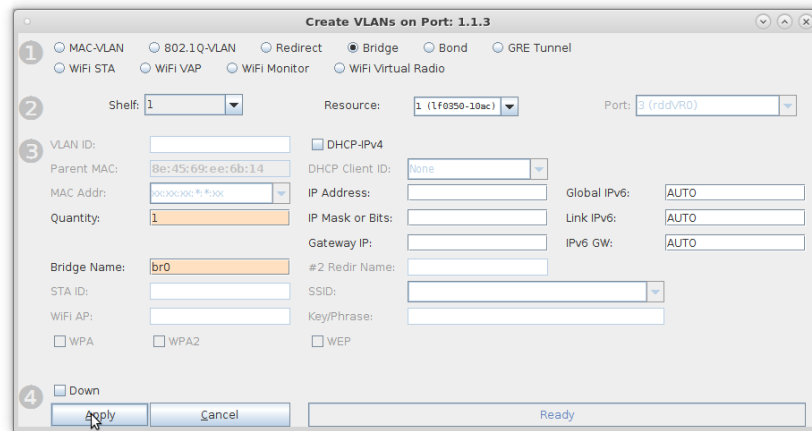 Create VLANs on Port: 1.1.3
1 MAC-VLAN 802.1Q-VLAN Redirect Bridge Bond GRE Tunnel
WiFi STA WiFi VAP WiFi Monitor WiFi Virtual Radio
2 Shelf: 1 Resource: 1 (lf0350-10ac) Port: 3 (rddVR0)
3 VLAN ID: DHCP-IPv4
Parent MAC: 8e:45:69:ee:6b:14 DHCP Client ID: None
MAC Addr: xx:xx:xx:*:*:xx IP Address: Global IPv6: AUTO
Quantity: 1 IP Mask or Bits: Link IPv6: AUTO
Gateway IP: IPv6 GW: AUTO
Bridge Name: br0 #2 Redir Name:
STA ID: SSID:
WiFi AP: Key/Phrase:
WPA WPA2 WEP
4 Down
Apply Cancel Ready